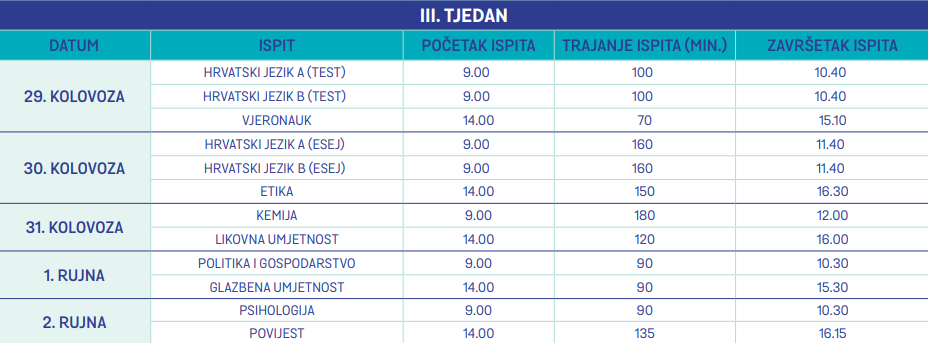 III. TJEDAN
DATUM ISPIT POČETAK ISPITA TRAJANJE ISPITA (MIN.) ZAVRŠETAK ISPITA
29. KOLOVOZA
HRVATSKI JEZIK A (TEST) 9.00 100 10.40
HRVATSKI JEZIK B (TEST) 9.00 100 10.40
VJERONAUK 14.00 70 15.10
30. KOLOVOZA
HRVATSKI JEZIK A (ESEJ) 9.00 160 11.40
HRVATSKI JEZIK B (ESEJ) 9.00 160 11.40
ETIKA 14.00 150 16.30
31. KOLOVOZA
KEMIJA 9.00 180 12.00
LIKOVNA UMJETNOST 14.00 120 16.00
1. RUJNA
POLITIKA I GOSPODARSTVO 9.00 90 10.30
GLAZBENA UMJETNOST 14.00 90 15.30
2. RUJNA
PSIHOLOGIJA 9.00 90 10.30
POVIJEST 14.00 135 16.15